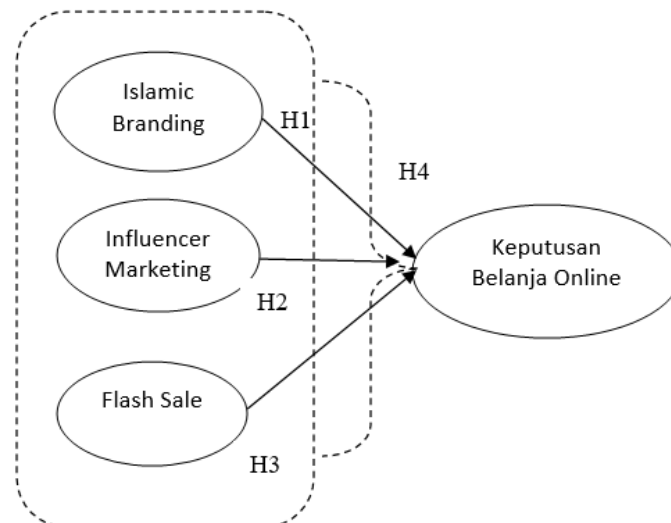 Islamic
Branding
H1
H4
Influencer
Marketing
H2
Keputusan
Belanja Online
Flash Sale
H3